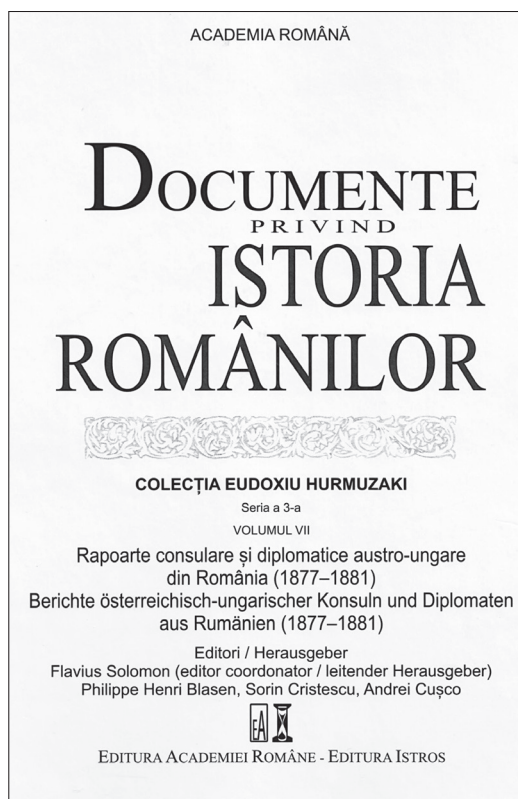 ACADEMIA ROMÂNĂ
DOCUMENTE
PRIVIND
ISTORIA
ROMÂNILOR
COLECȚIA EUDOXIU HURMUZAKI
Seria a 3-a
VOLUMUL VII
Rapoarte consulare și diplomatice austro-ungare
din România (1877–1881)
Berichte österreichisch-ungarischer Konsuln und Diplomaten
aus Rumänien (1877–1881)
Editori / Herausgeber
Flavius Solomon (editor coordonator / leitender Herausgeber)
Philippe Henri Blasen, Sorin Cristescu, Andrei Cușco
EA
EDITURA ACADEMIEI ROMÂNE - EDITURA ISTROS